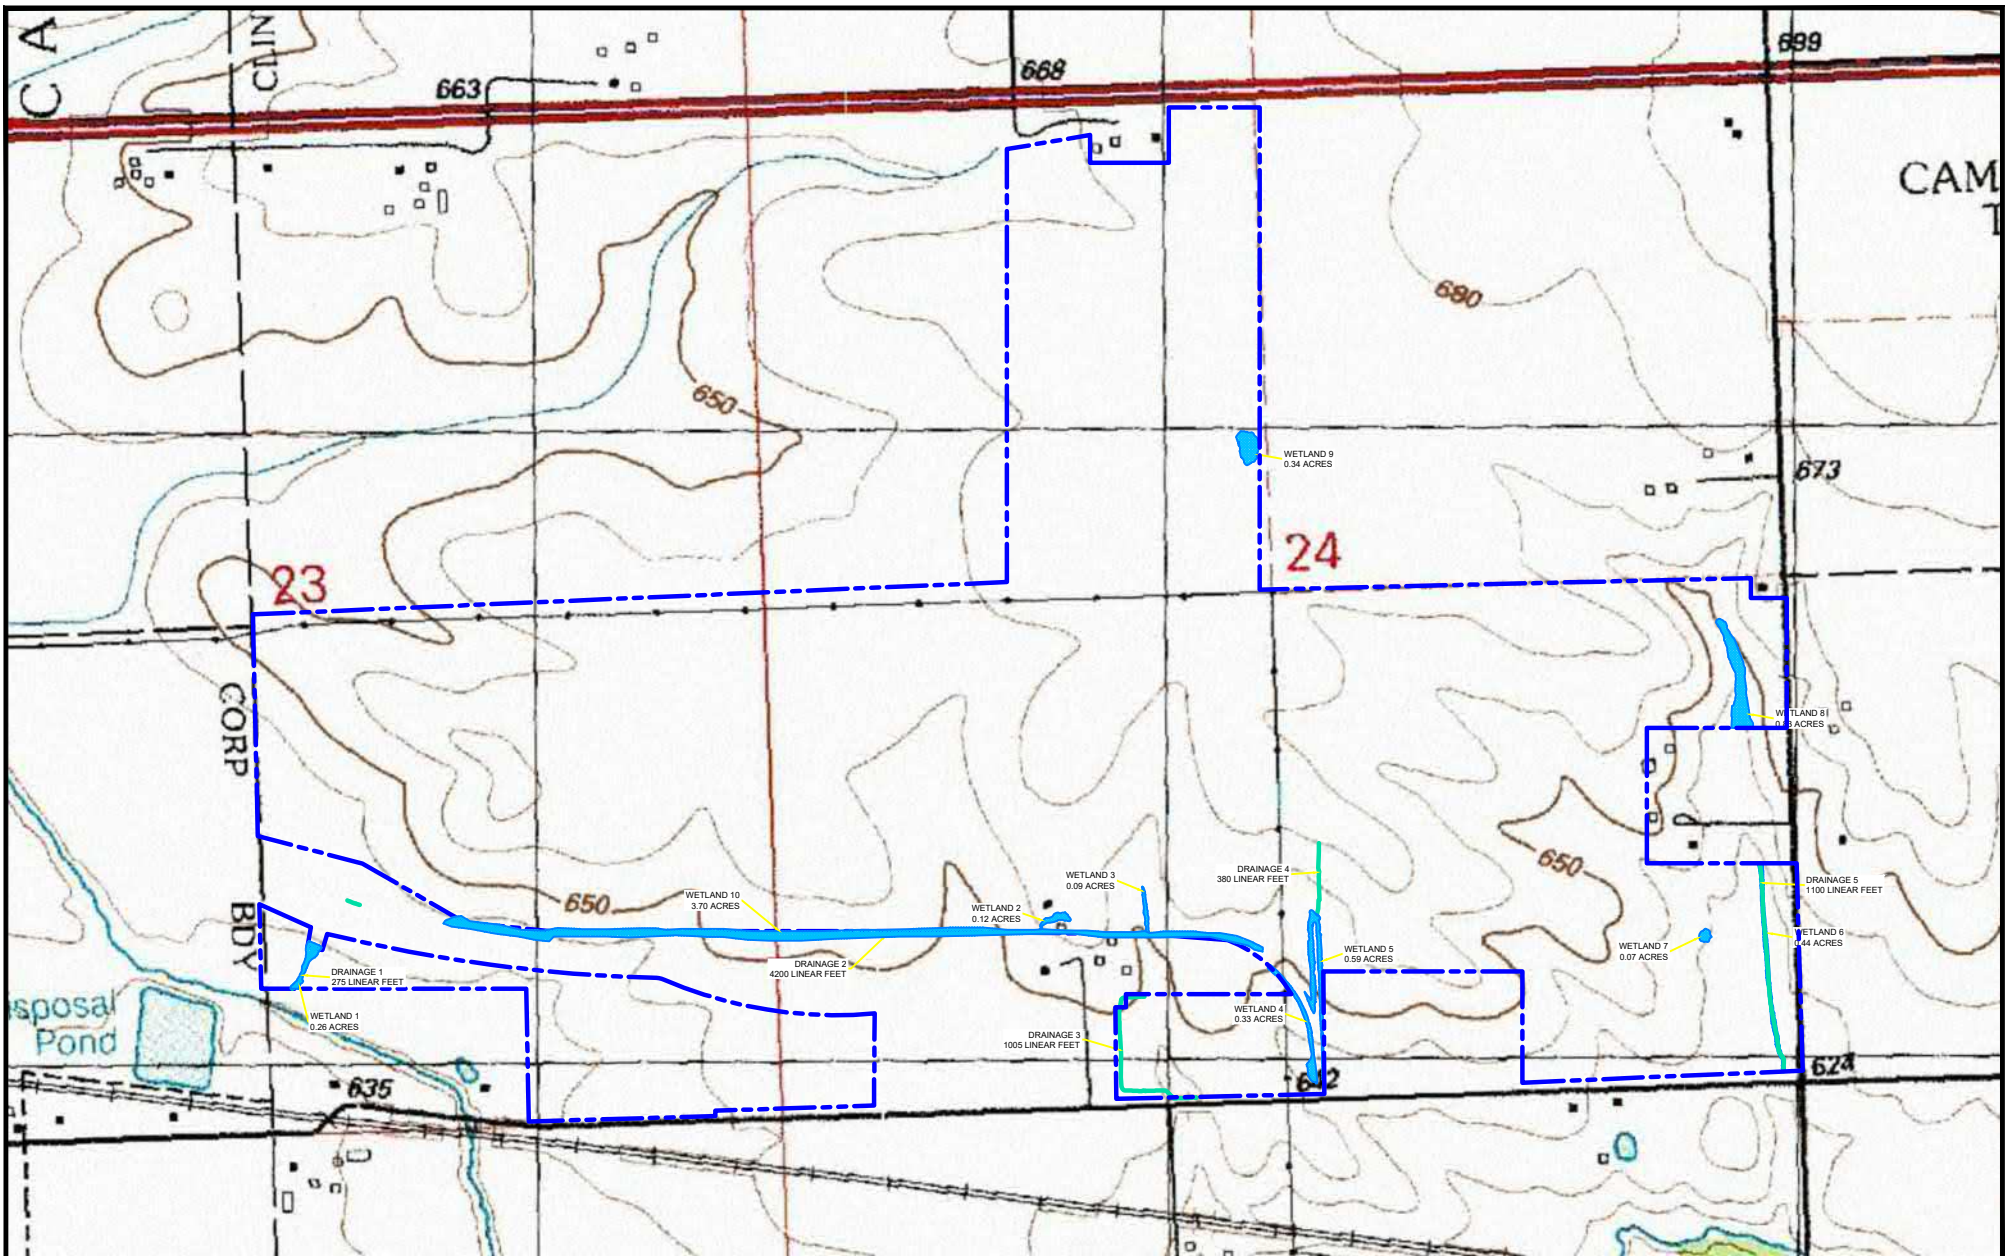 C A
CLIN
663
668
699
CAM
T
680
650
673
WETLAND 9
0.34 ACRES
23
24
CORP
BDY
WETLAND 8
ACRES
650
650
WETLAND 10
3.70 ACRES
WETLAND 3
0.09 ACRES
WETLAND 2
0.12 ACRES
DRAINAGE 4
380 LINEAR FEET
DRAINAGE 5
1100 LINEAR FEET
WETLAND 7
0.07 ACRES
WETLAND 6
0.44 ACRES
WETLAND 5
0.59 ACRES
DRAINAGE 2
4200 LINEAR FEET
DRAINAGE 1
275 LINEAR FEET
WETLAND 1
0.26 ACRES
WETLAND 4
0.33 ACRES
DRAINAGE 3
1005 LINEAR FEET
sposal
Pond
635
642
624